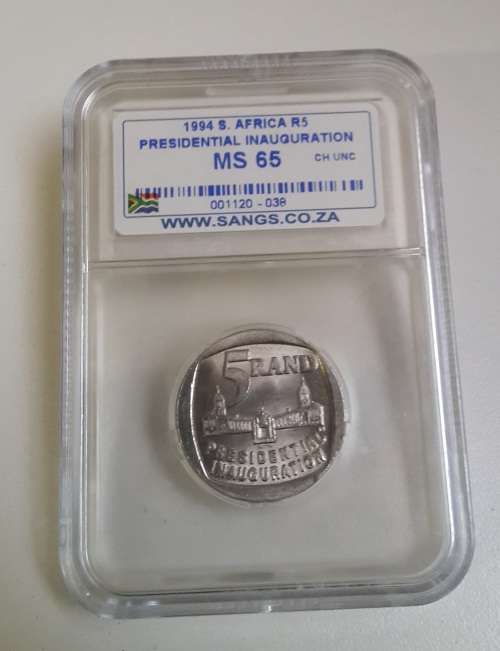 1994 S. AFRICA R5
PRESIDENTIAL INAUGURATION
MS 65 CH UNC
001120 - 038
WWW.SANGS.CO.ZA
5 RAND
PRESIDENTIAL
INAUGURATION